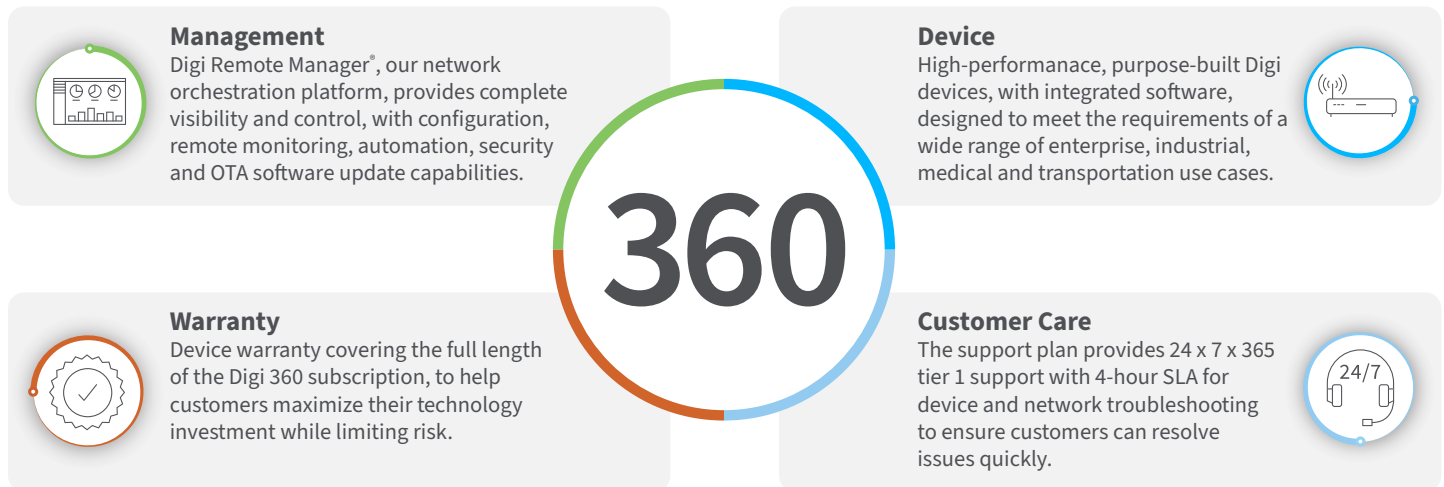 Management
Digi Remote Manager®, our network
orchestration platform, provides complete
visibility and control, with configuration,
remote monitoring, automation, security
and OTA software update capabilities.
Device
High-performanace, purpose-built Digi
devices, with integrated software,
designed to meet the requirements of a
wide range of enterprise, industrial,
medical and transportation use cases.
360
Warranty
Device warranty covering the full length
of the Digi 360 subscription, to help
customers maximize their technology
investment while limiting risk.
Customer Care
The support plan provides 24 x 7 x 365
tier 1 support with 4-hour SLA for
device and network troubleshooting
to ensure customers can resolve
issues quickly.
24/7